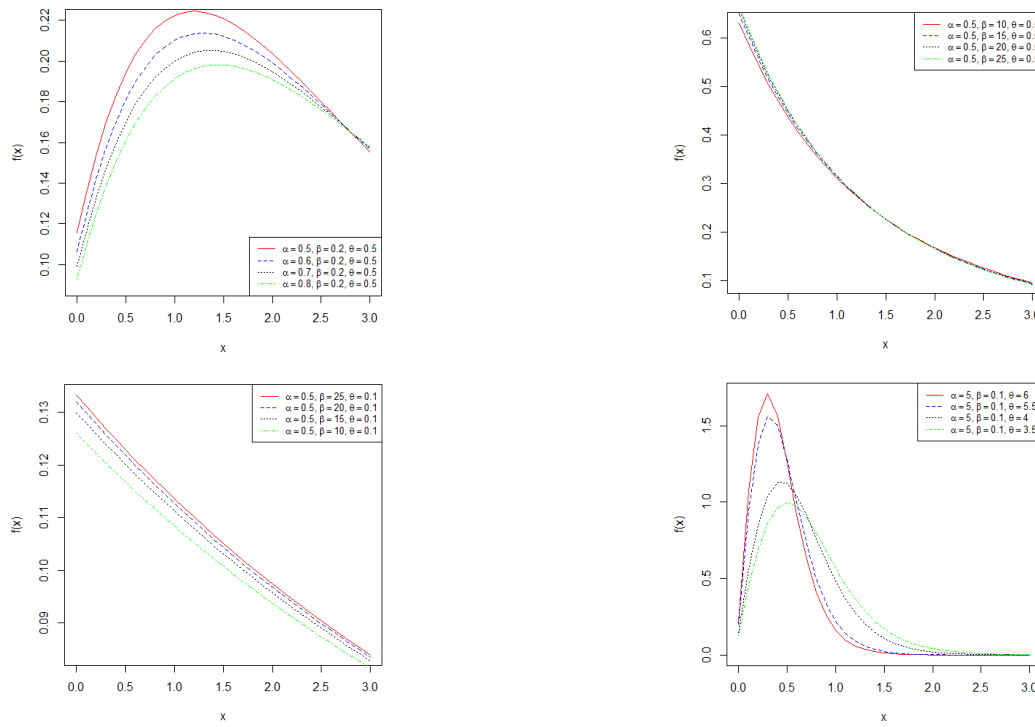 0.22
0.20
0.18
0.16
0.14
0.12
0.10
f(x)
α = 0.5, β = 0.2, θ = 0.5
α = 0.6, β = 0.2, θ = 0.5
α = 0.7, β = 0.2, θ = 0.5
α = 0.8, β = 0.2, θ = 0.5
0.0 0.5 1.0 1.5 2.0 2.5 3.0
x
0.6
0.5
0.4
0.3
0.2
0.1
f(x)
α = 0.5, β = 10, θ = 0.5
α = 0.5, β = 15, θ = 0.5
α = 0.5, β = 20, θ = 0.5
α = 0.5, β = 25, θ = 0.5
0.0 0.5 1.0 1.5 2.0 2.5 3.0
x
0.13
0.12
0.11
0.10
0.09
f(x)
α = 0.5, β = 25, θ = 0.1
α = 0.5, β = 20, θ = 0.1
α = 0.5, β = 15, θ = 0.1
α = 0.5, β = 10, θ = 0.1
0.0 0.5 1.0 1.5 2.0 2.5 3.0
x
1.5
1.0
0.5
0.0
f(x)
α = 5, β = 0.1, θ = 6
α = 5, β = 0.1, θ = 5.5
α = 5, β = 0.1, θ = 4
α = 5, β = 0.1, θ = 3.5
0.0 0.5 1.0 1.5 2.0 2.5 3.0
x